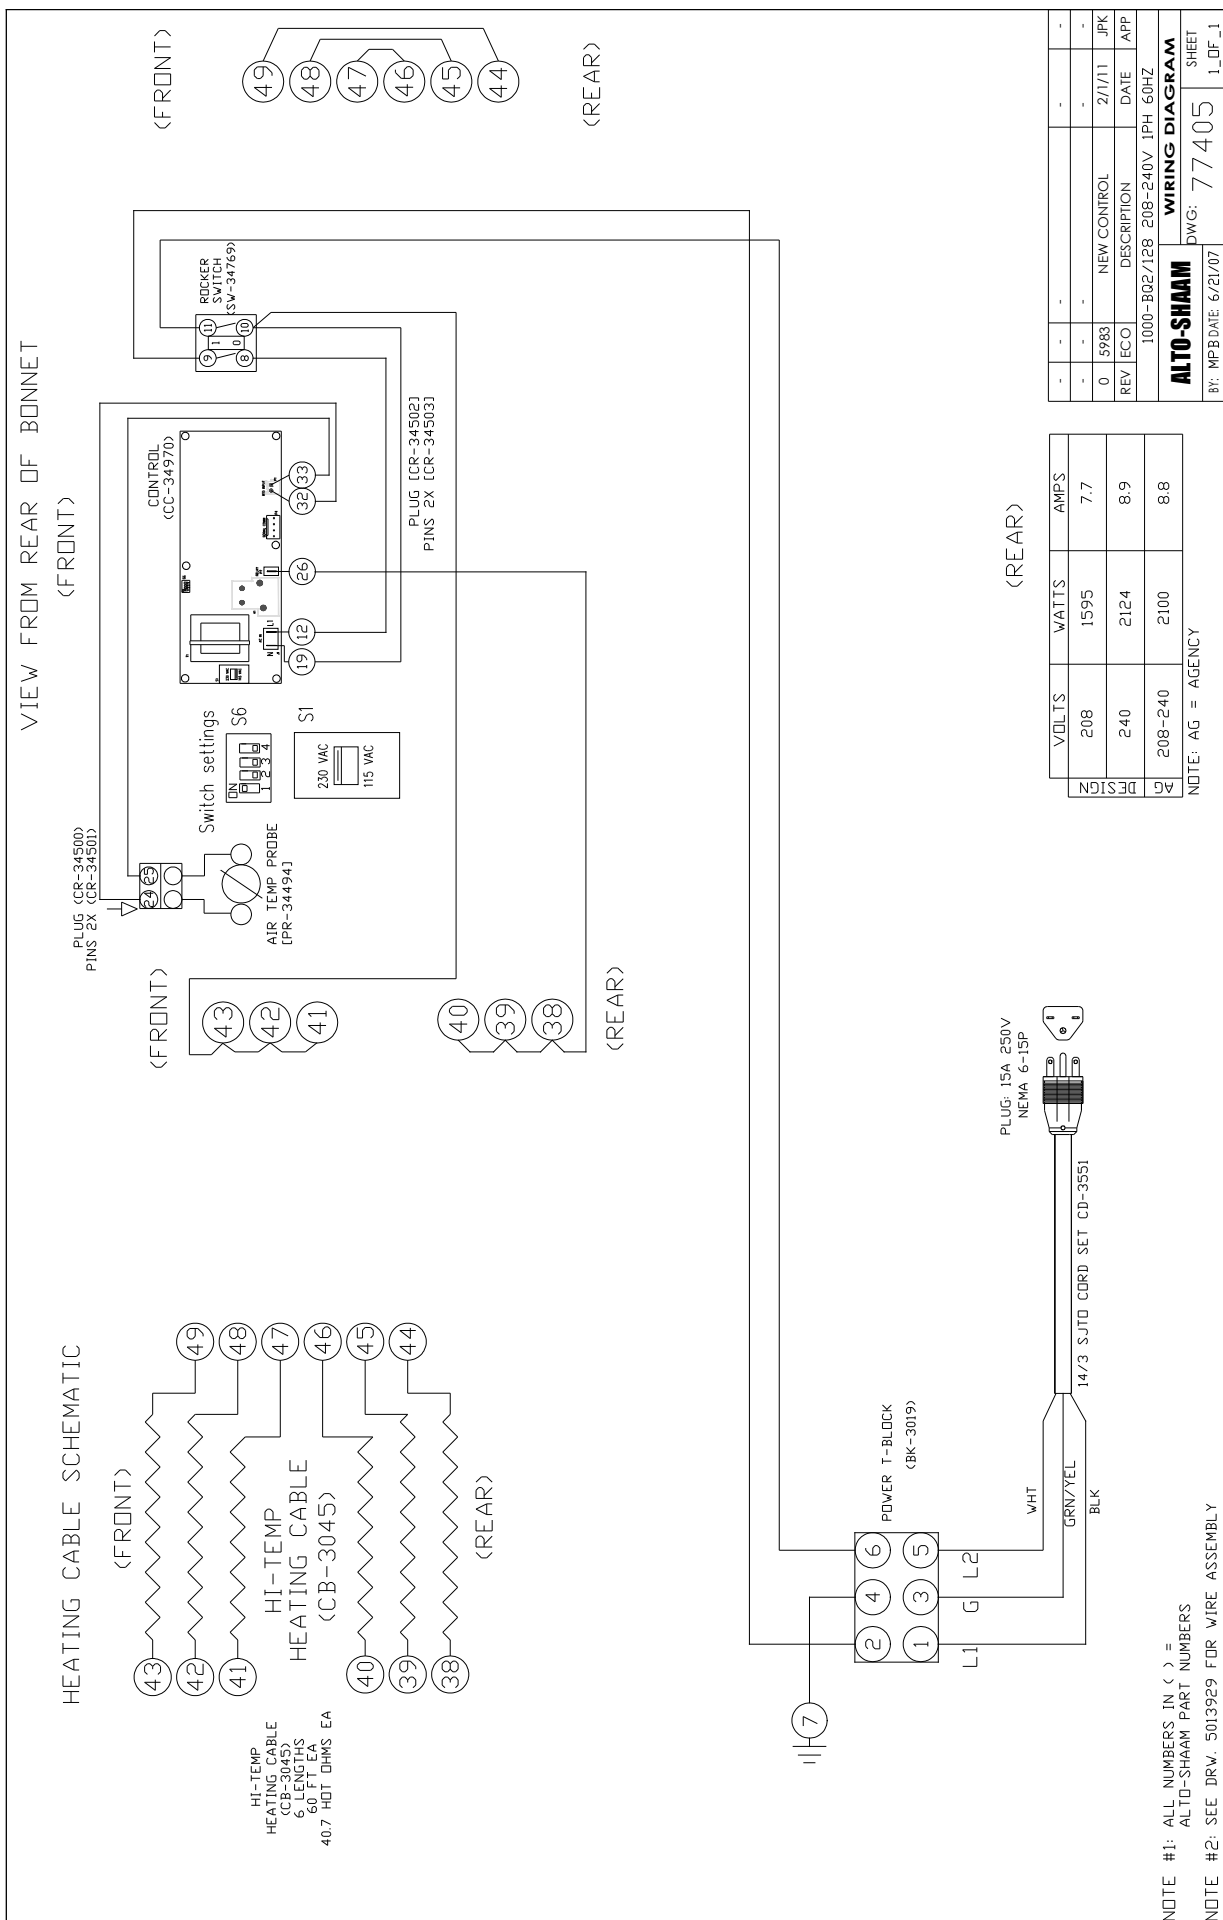 HEATING CABLE SCHEMATIC
(FRONT)
43
42
41
40
39
38
49
48
47
46
45
44
HI-TEMP
HEATING CABLE
(CB-3045)
(REAR)
HI-TEMP
HEATING CABLE
(CB-3045)
6 LENGTHS
60 FT EA
40.7 HOT OHMS EA
VIEW FROM REAR OF BONNET
(FRONT)
(FRONT)
43
42
41
40
39
38
(REAR)
PLUG (CR-34500)
PINS 2X (CR-34501)
24 25
AIR TEMP PROBE
[PR-34494]
Switch settings
S6
ON
1 2 3 4
S1
230 VAC
115 VAC
CONTROL
(CC-34970)
N
L1
19
12
26
32
33
PLUG [CR-34502]
PINS 2X [CR-34503]
ROCKER
SWITCH
(SW-34769)
9
11
1
0
8
10
(FRONT)
49
48
47
46
45
44
(REAR)
(REAR)
7
2
4
6
1
3
5
L1
G
L2
POWER T-BLOCK
(BK-3019)
WHT
GRN/YEL
BLK
14/3 SJTO CORD SET CD-3551
PLUG: 15A 250V
NEMA 6-15P
NOTE #1: ALL NUMBERS IN ( ) =
ALTO-SHAAM PART NUMBERS
NOTE #2: SEE DRW. 5013929 FOR WIRE ASSEMBLY
VOLTS WATTS AMPS
DESIGN
208 1595 7.7
240 2124 8.9
AG 208-240 2100 8.8
NOTE: AG = AGENCY
- - - - -
- - - - -
0 5983 NEW CONTROL 2/1/11 JPK
REV ECO DESCRIPTION DATE APP
1000-BQ2/128 208-240V 1PH 60HZ
ALTO-SHAAM
WIRING DIAGRAM
BY: MPB DATE: 6/21/07
DWG: 77405
SHEET
1_OF_1